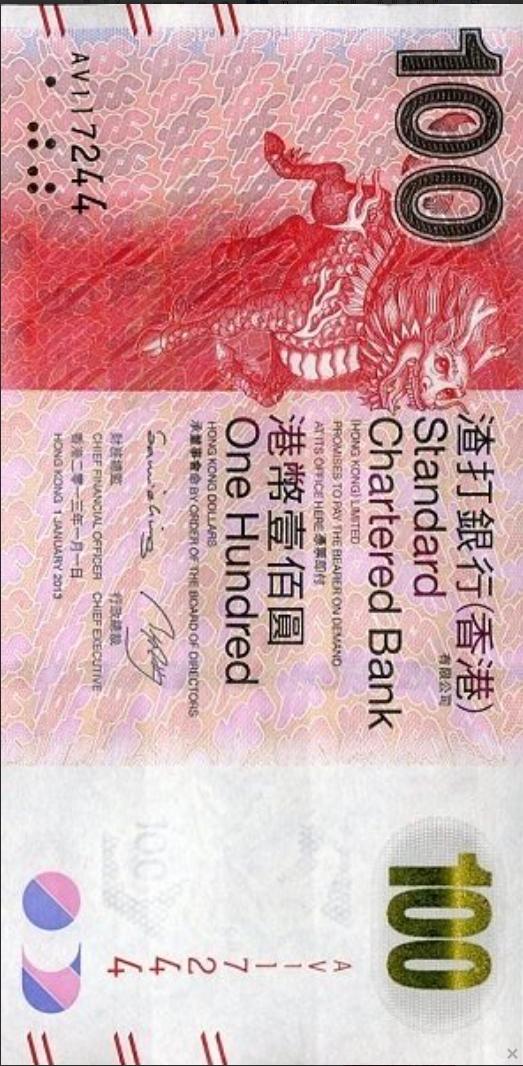 100
AV117244
渣打銀行(香港)
有限公司
Standard
Chartered Bank
(HONG KONG) LIMITED
PROMISES TO PAY THE BEARER ON DEMAND
AT ITS OFFICE HERE 憑票即付
港幣壹佰圓
One Hundred
HONG KONG DOLLARS
承董事會命 BY ORDER OF THE BOARD OF DIRECTORS
財務總監 行政總裁
CHIEF FINANCIAL OFFICER CHIEF EXECUTIVE
香港二零一三年一月一日
HONG KONG 1 JANUARY 2013
100
AV117244
100